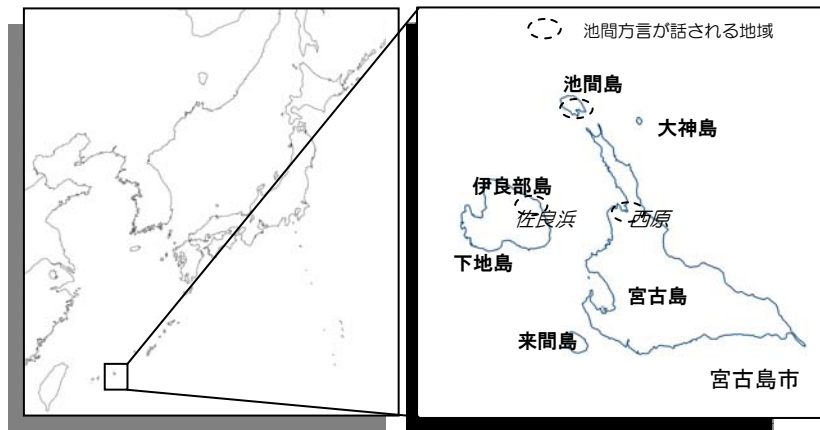 池間方言が話される地域
池間島
大神島
伊良部島
佐良浜
西原
下地島
宮古島
来間島
宮古島市